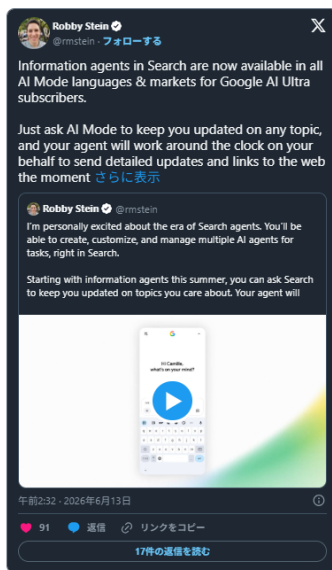 Robby Stein
@rmstein · フォローする
Information agents in Search are now available in all
AI Mode languages & markets for Google AI Ultra
subscribers.
Just ask AI Mode to keep you updated on any topic,
and your agent will work around the clock on your
behalf to send detailed updates and links to the web
the moment さらに表示
Robby Stein @rmstein
I'm personally excited about the era of Search agents. You'll be
able to create, customize, and manage multiple AI agents for
tasks, right in Search.
Starting with information agents this summer, you can ask Search
to keep you updated on topics you care about. Your agent will
Hi Camille,
what's on your mind?
午前2:32 · 2026年6月13日
91 返信 リンクをコピー
17件の返信を読む